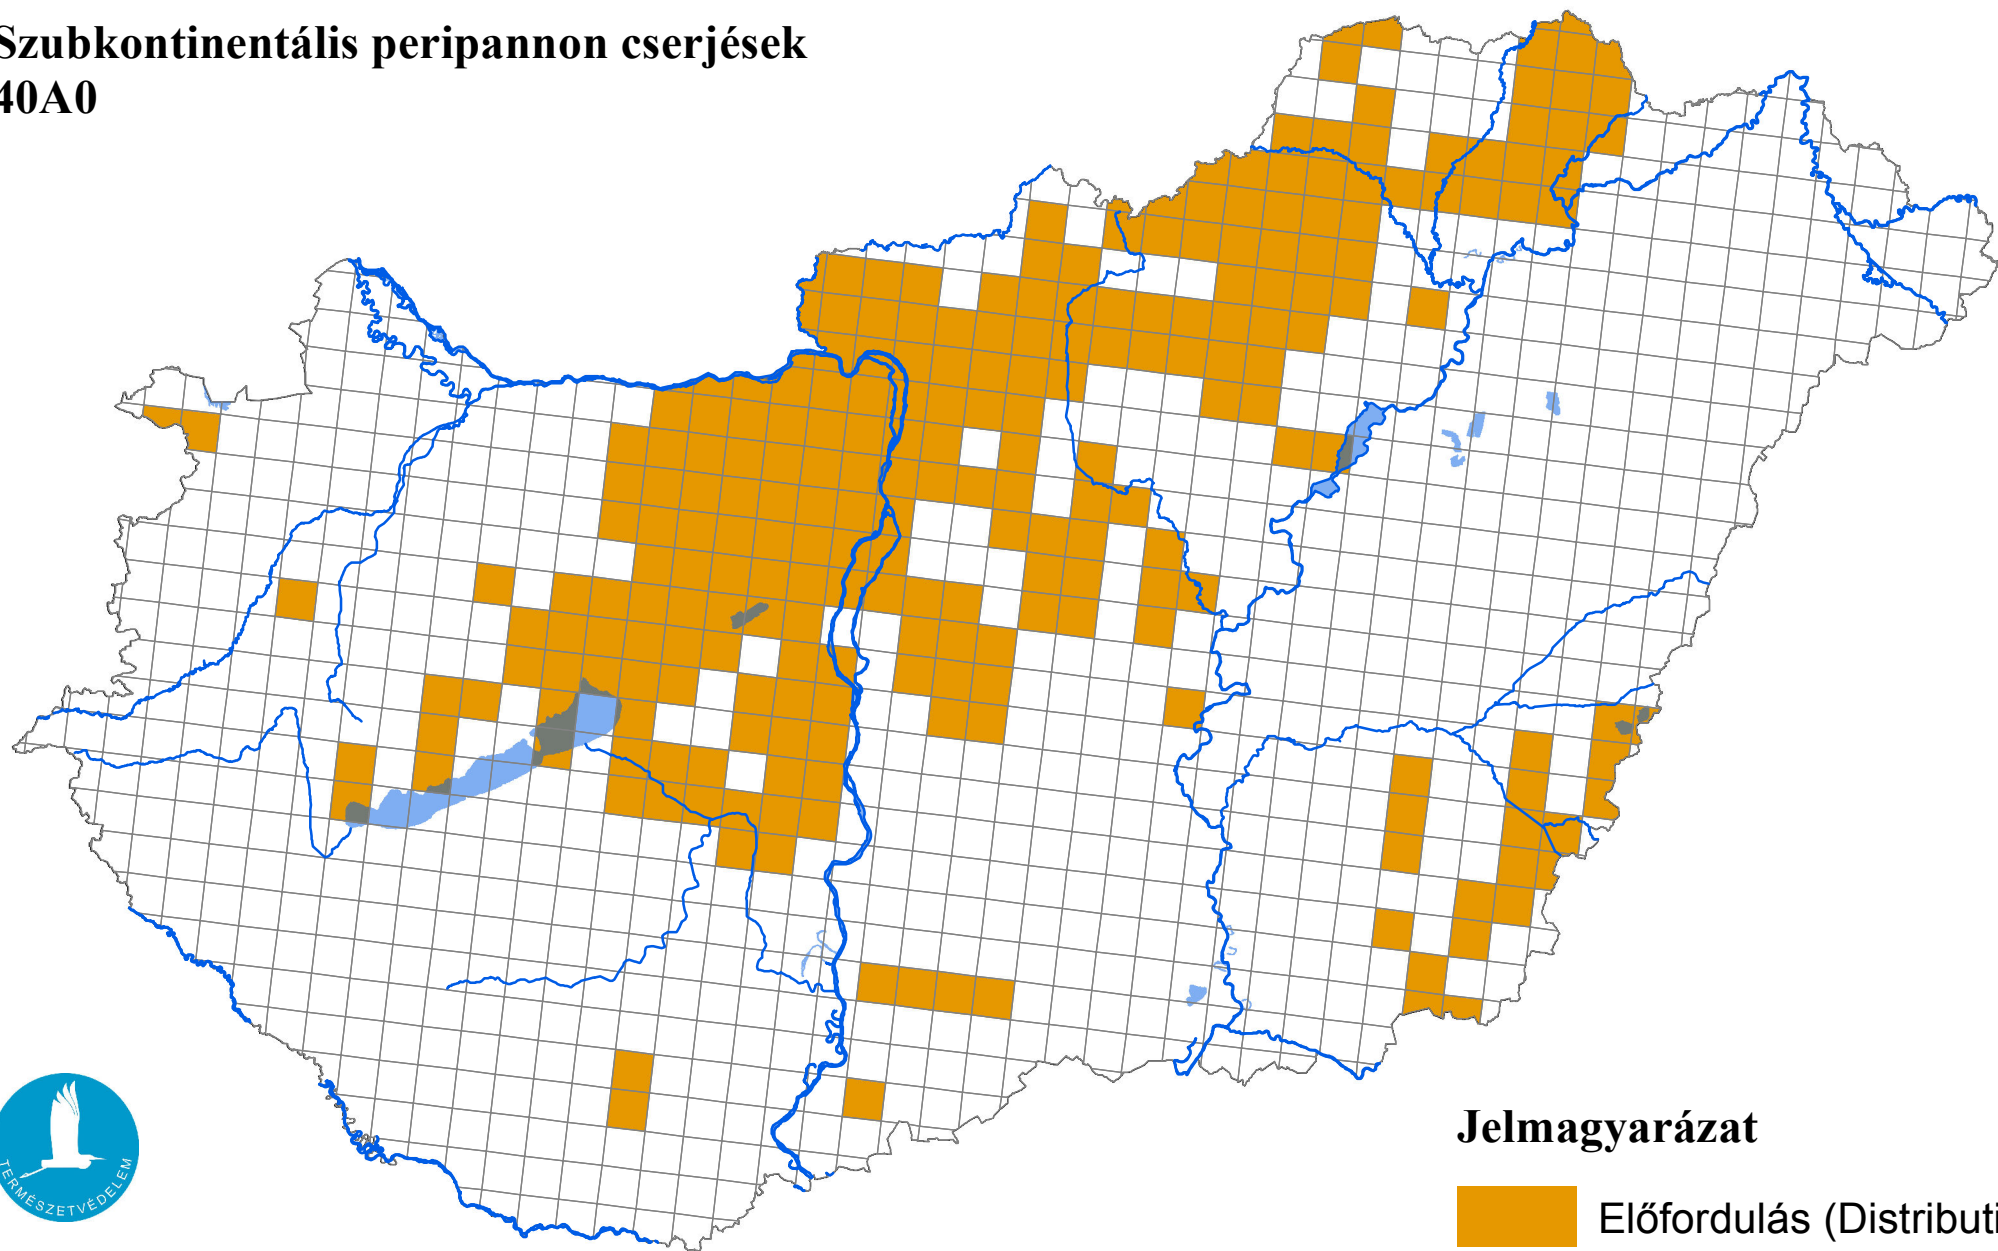 Szubkontinentális peripannon cserjések
40A0
TERMÉSZETVÉDELEM
Jelmagyarázat
Előfordulás (Distributi